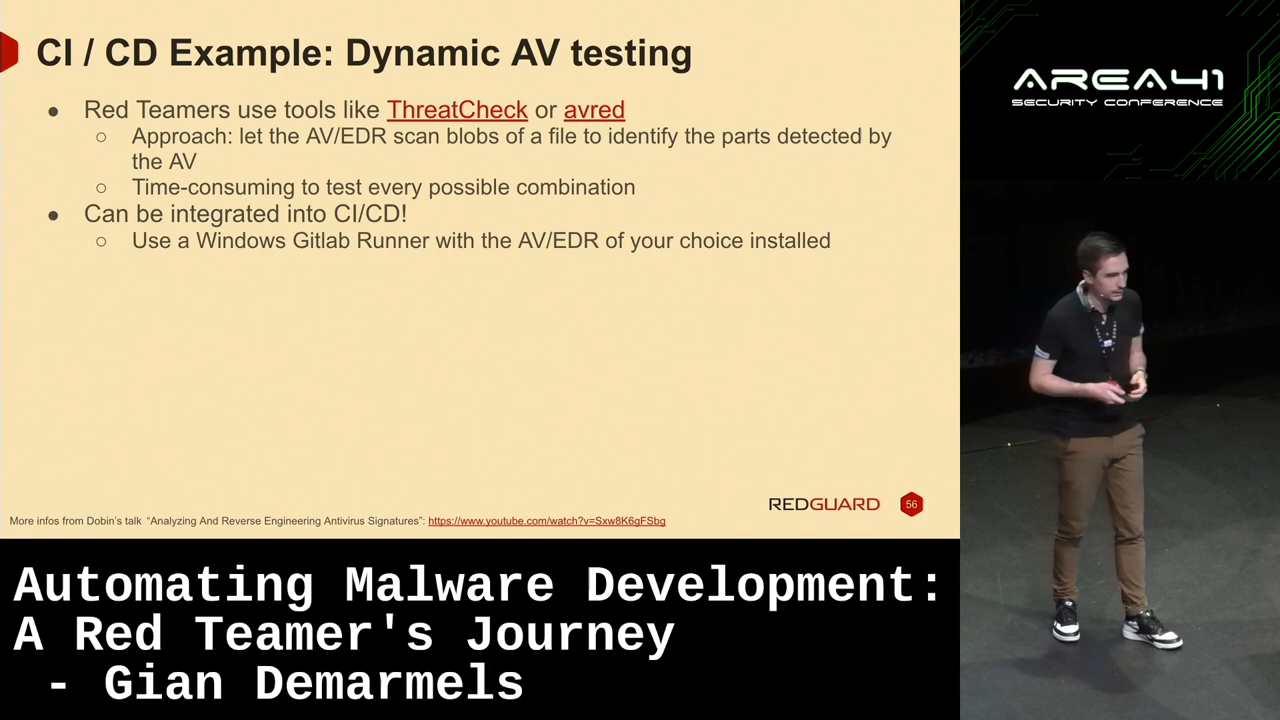 CI / CD Example: Dynamic AV testing
● Red Teamers use tools like ThreatCheck or avred
○ Approach: let the AV/EDR scan blobs of a file to identify the parts detected by
the AV
○ Time-consuming to test every possible combination
● Can be integrated into CI/CD!
○ Use a Windows Gitlab Runner with the AV/EDR of your choice installed
REDGUARD 56
More infos from Dobin's talk "Analyzing And Reverse Engineering Antivirus Signatures": https://www.youtube.com/watch?v=Sxw8K6gFSbg
AREA41
SECURITY CONFERENCE
Automating Malware Development:
A Red Teamer's Journey
- Gian Demarmels